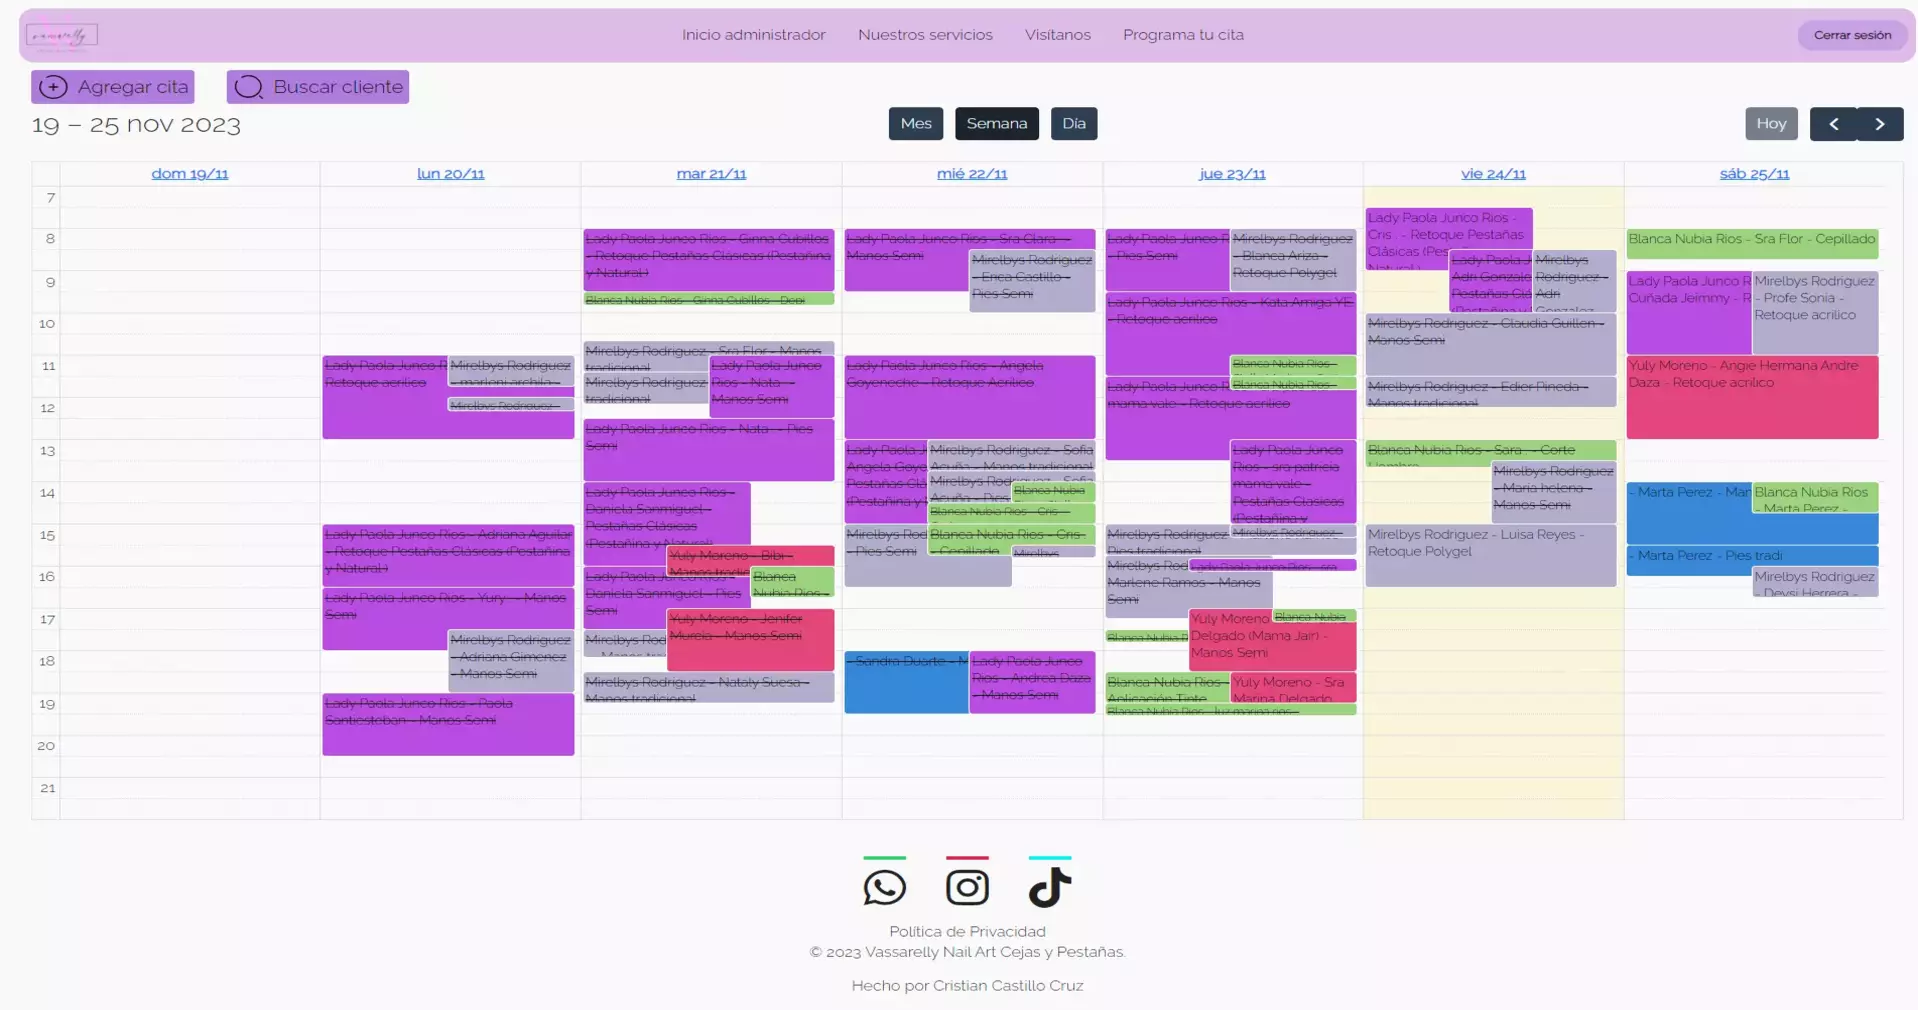 vassarelly
Inicio administrador
Nuestros servicios
Visítanos
Programa tu cita
Cerrar sesión
Agregar cita
Buscar cliente
19 – 25 nov 2023
Mes
Semana
Día
Hoy
dom 19/11
lun 20/11
mar 21/11
mié 22/11
jue 23/11
vie 24/11
sáb 25/11
7
8
9
10
11
12
13
14
15
16
17
18
19
20
21
Lady Paola Junco R
Retoque acrilico
Mirelbys Rodriguez
- marleni archila -
Mirelbys Rodriguez -
Lady Paola Junco Rios - Adriana Aguilar
- Retoque Pestañas Clásicas (Pestañina
y Natural )
Lady Paola Junco Rios - Yury - - Manos
Semi
Mirelbys Rodriguez
- Adriana Gimenez
- Manos Semi
Lady Paola Junco Rios - Paola
Santiesteban - Manos Semi
Lady Paola Junco Rios - Ginna Cubillos
- Retoque Pestañas Clásicas (Pestañina
y Natural )
Blanca Nubia Rios - Ginna Cubillos - Depi
Mirelbys Rodriguez - Sra Flor - Manos
tradicional
Mirelbys Rodriguez
tradicional
Lady Paola Junco
Rios - Nata -
Manos Semi
Lady Paola Junco Rios - Nata - - Pies
Semi
Lady Paola Junco Rios -
Daniela Sanmiguel -
Pestañas Clásicas
(Pestañina y Natural)
Yuly Moreno - Bibi -
Manos tradic
Lady Paola Junco Rios -
Daniela Sanmiguel - Pies
Semi
Blanca
Nubia Rios -
Yuly Moreno - Jenifer
Murcia - Manos Semi
Mirelbys Rod
- Manos tra
Mirelbys Rodriguez - Nataly Suesa -
Manos tradicional
Lady Paola Junco Rios - Sra Clara -
Manos Semi
Mirelbys Rodriguez
- Erica Castillo -
Pies Semi
Lady Paola Junco Rios - Angela
Goyeneche - Retoque Acrilico
Lady Paola J
Angela Goye
Pestañas Clá
(Pestañina y
Mirelbys Rodriguez - Sofia
Acuña - Manos tradicional
Mirelbys Rodriguez - Sofia
Acuña - Pies
Blanca Nubia
Blanca Nubia Rios - Cris -
Mirelbys Rod
- Pies Semi
Blanca Nubia Rios - Cris -
- Cepillado
Mirelbys
- Sandra Duarte - M
Lady Paola Junco
Rios - Andrea Daza
- Manos Semi
Lady Paola Junco R
- Pies Semi
Mirelbys Rodriguez
- Blanca Ariza -
Retoque Polygel
Lady Paola Junco Rios - Kata Amiga YE
- Retoque acrilico
Blanca Nubia Rios -
Blanca Nubia Rios -
Lady Paola Junco R
mama vale - Retoque acrilico
Lady Paola Junco
Rios - sra patricia
mama vale -
Pestañas Clasicas
(Pestañina y
Mirelbys Rodriguez
Pies tradicional
Mirelbys Rodriguez -
Mirelbys Rod
Marlene Ramos - Manos
Semi
Lady Paola Junco Rios - sra
Yuly Moreno
Delgado (Mama Jair) -
Manos Semi
Blanca Nubia
Blanca Nubia R
Blanca Nubia Rios -
Aplicación Tinte
Yuly Moreno - Sra
Marina Delgado
Blanca Nubia Rios - luz marina rios -
Lady Paola Junco Rios -
Cris . - Retoque Pestañas
Clásicas (Pes
Natural )
Lady Paola J
Adri Gonzale
Pestañas Clá
(Pestañina y
Mirelbys
Rodriguez -
Adri
Gonzalez
Mirelbys Rodriguez - Claudia Guillen -
Manos Semi
Mirelbys Rodriguez - Edier Pineda -
Manos tradicional
Blanca Nubia Rios - Sara . - Corte
Hombre
Mirelbys Rodriguez
- Maria helena -
Manos Semi
Mirelbys Rodriguez - Luisa Reyes -
Retoque Polygel
Blanca Nubia Rios - Sra Flor - Cepillado
Lady Paola Junco R
Cuñada Jeimmy - R
Mirelbys Rodriguez
- Profe Sonia -
Retoque acrilico
Yuly Moreno - Angie Hermana Andre
Daza - Retoque acrilico
- Marta Perez - Mar
Blanca Nubia Rios
- Marta Perez -
- Marta Perez - Pies tradi
Mirelbys Rodriguez
- Deysi Herrera -
Política de Privacidad
© 2023 Vassarelly Nail Art Cejas y Pestañas.
Hecho por Cristian Castillo Cruz